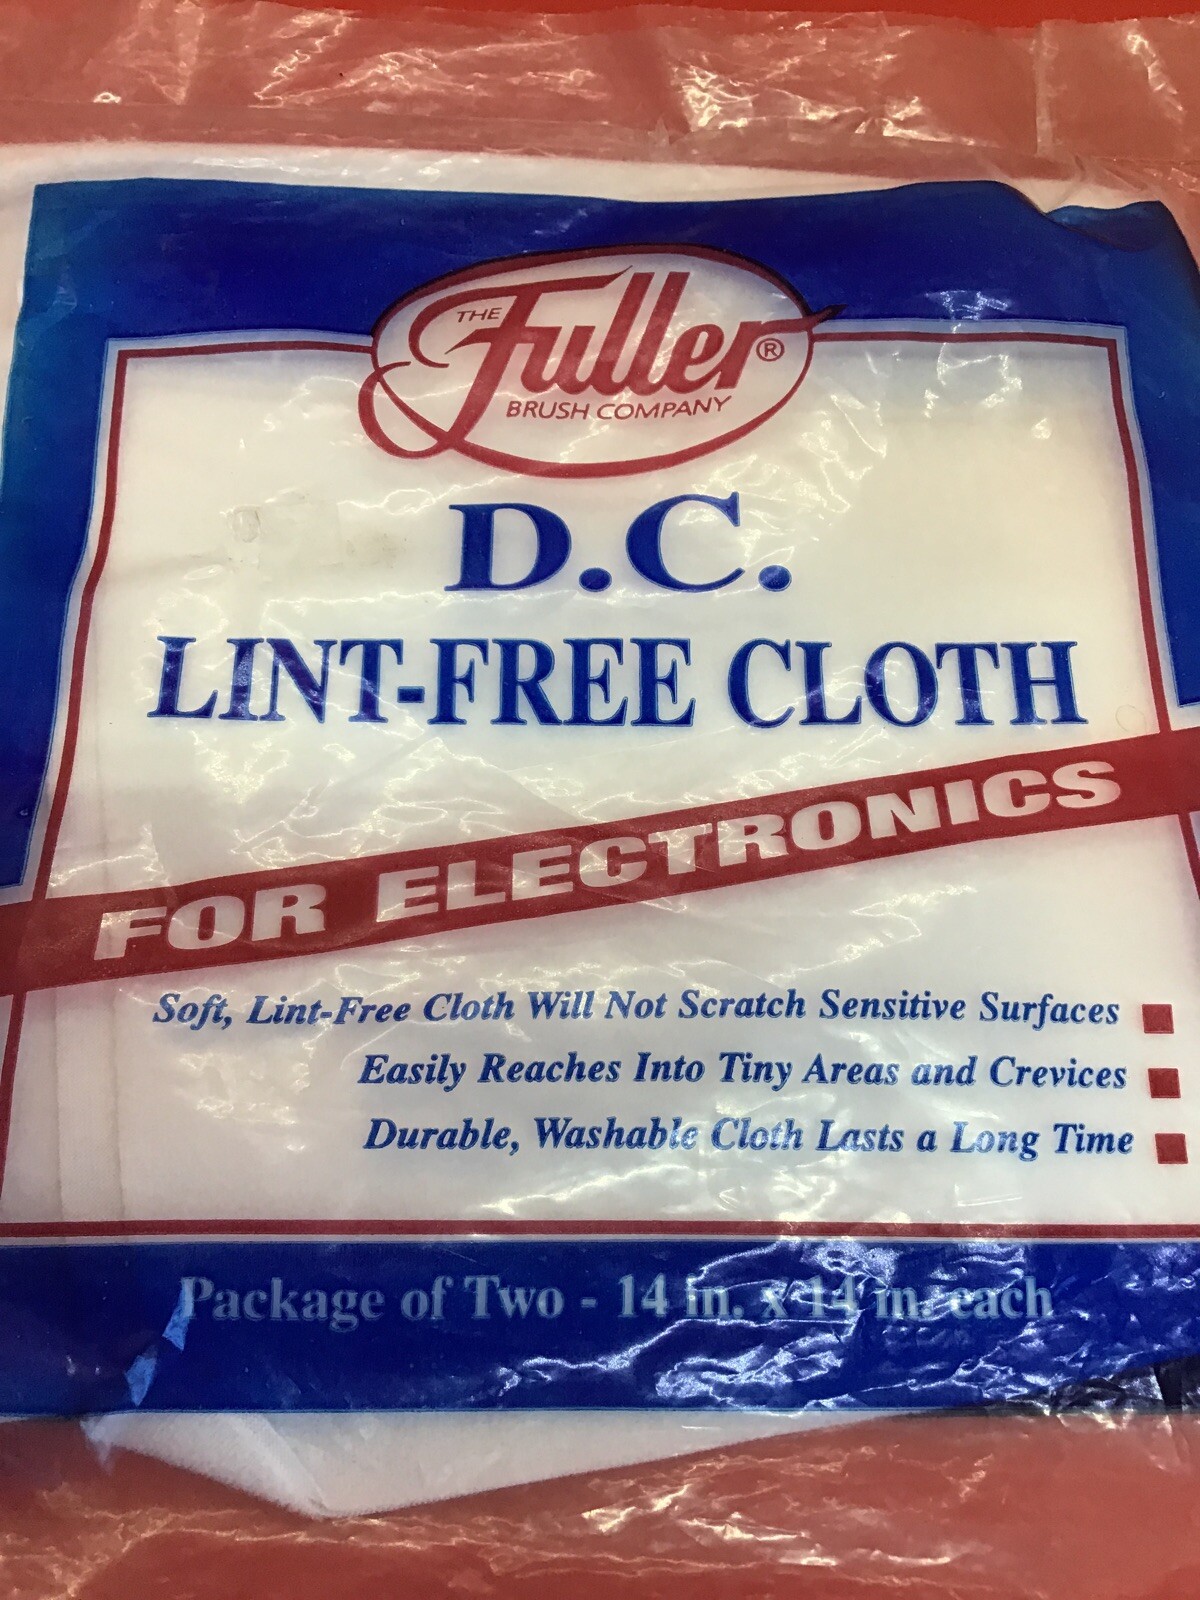 THE
Fuller®
BRUSH COMPANY
D.C.
LINT-FREE CLOTH
FOR ELECTRONICS
Soft, Lint-Free Cloth Will Not Scratch Sensitive Surfaces
Easily Reaches Into Tiny Areas and Crevices
Durable, Washable Cloth Lasts a Long Time
Package of Two - 14 in. x 14 in. each